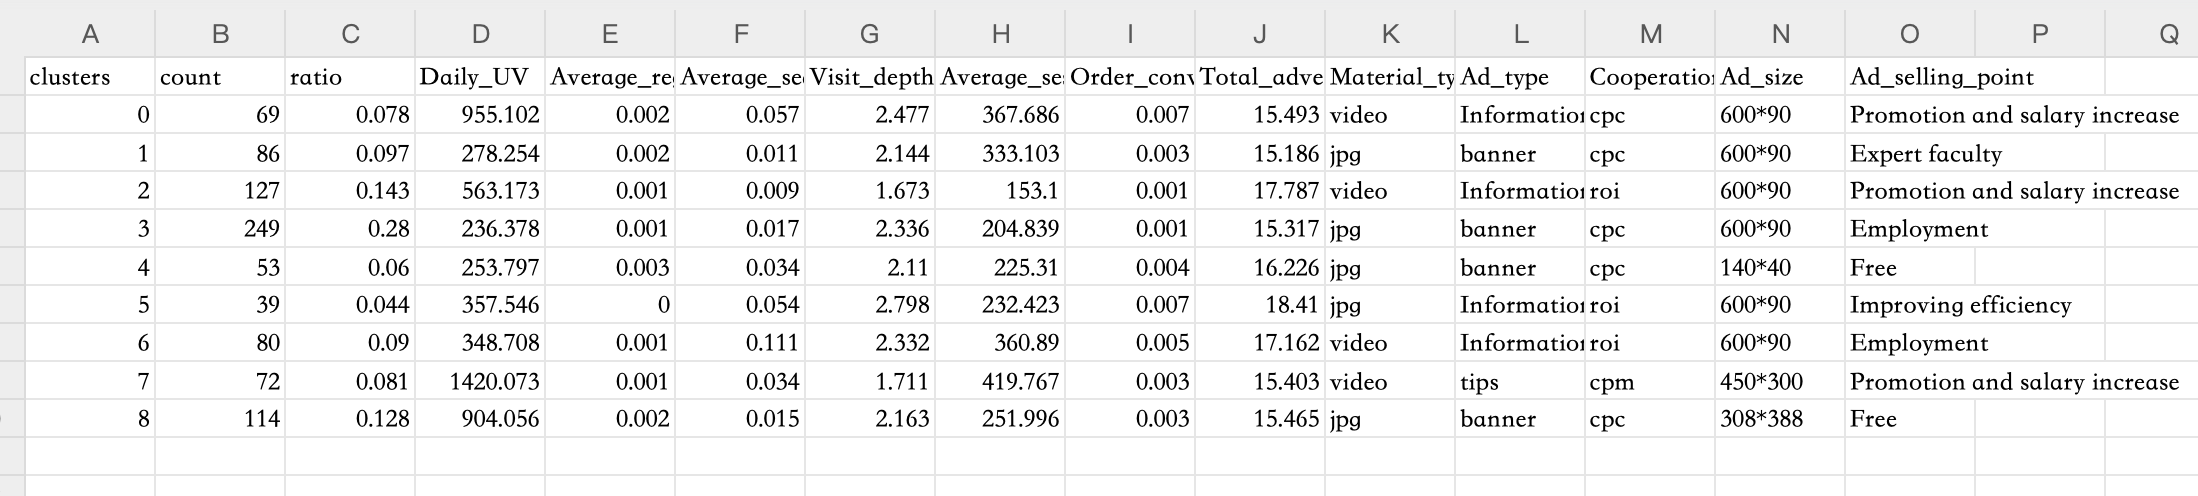 A B C D E F G H I J K L M N O P Q
clusters count ratio Daily_UV Average_re Average_se Visit_depth Average_se Order_conv Total_adve Material_ty Ad_type Cooperation Ad_size Ad_selling_point
0 69 0.078 955.102 0.002 0.057 2.477 367.686 0.007 15.493 video Information cpc 600*90 Promotion and salary increase
1 86 0.097 278.254 0.002 0.011 2.144 333.103 0.003 15.186 jpg banner cpc 600*90 Expert faculty
2 127 0.143 563.173 0.001 0.009 1.673 153.1 0.001 17.787 video Information roi 600*90 Promotion and salary increase
3 249 0.28 236.378 0.001 0.017 2.336 204.839 0.001 15.317 jpg banner cpc 600*90 Employment
4 53 0.06 253.797 0.003 0.034 2.11 225.31 0.004 16.226 jpg banner cpc 140*40 Free
5 39 0.044 357.546 0 0.054 2.798 232.423 0.007 18.41 jpg Information roi 600*90 Improving efficiency
6 80 0.09 348.708 0.001 0.111 2.332 360.89 0.005 17.162 video Information roi 600*90 Employment
7 72 0.081 1420.073 0.001 0.034 1.711 419.767 0.003 15.403 video tips cpm 450*300 Promotion and salary increase
8 114 0.128 904.056 0.002 0.015 2.163 251.996 0.003 15.465 jpg banner cpc 308*388 Free